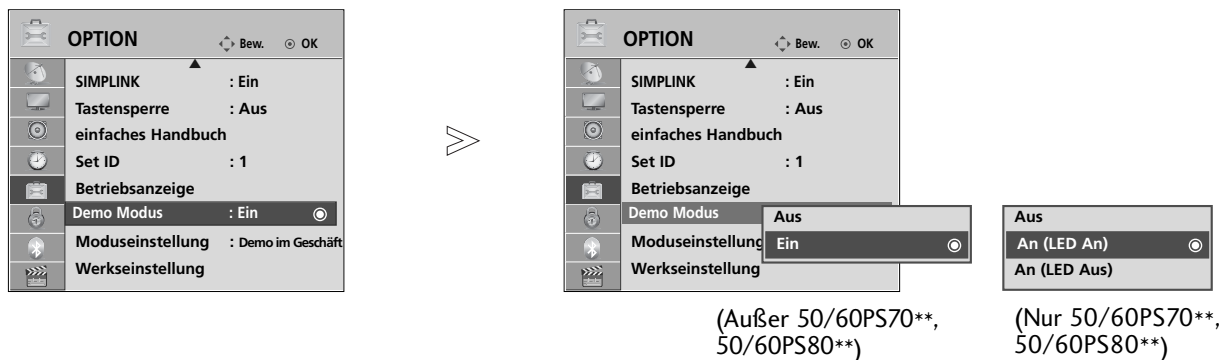 OPTION
Bew. OK
SIMPLINK : Ein
Tastensperre : Aus
einfaches Handbuch
Set ID : 1
Betriebsanzeige
Demo Modus : Ein
Moduseinstellung : Demo im Geschäft
Werkseinstellung
OPTION
Bew. OK
SIMPLINK : Ein
Tastensperre : Aus
einfaches Handbuch
Set ID : 1
Betriebsanzeige
Demo Modus
Moduseinstellung
Werkseinstellung
Aus
Ein
(Außer 50/60PS70**,
50/60PS80**)
Aus
An (LED An)
An (LED Aus)
(Nur 50/60PS70**,
50/60PS80**)